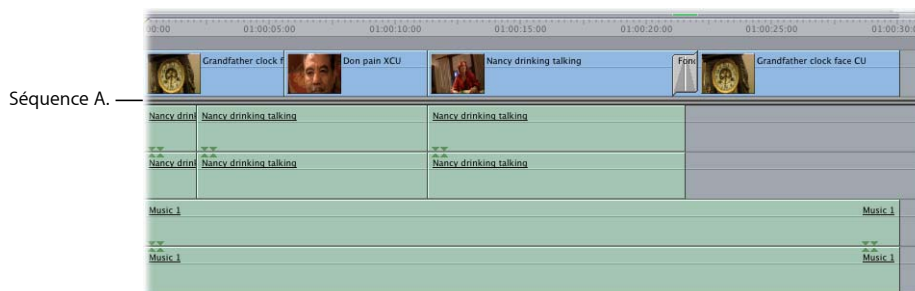 00:00 01:00:05:00 01:00:10:00 01:00:15:00 01:00:20:00 01:00:25:00 01:00:30:0
Grandfather clock f Don pain XCU Nancy drinking talking Fond Grandfather clock face CU
Séquence A.
Nancy drinl Nancy drinking talking Nancy drinking talking
Nancy drinl Nancy drinking talking Nancy drinking talking
Music 1 Music 1
Music 1 Music 1